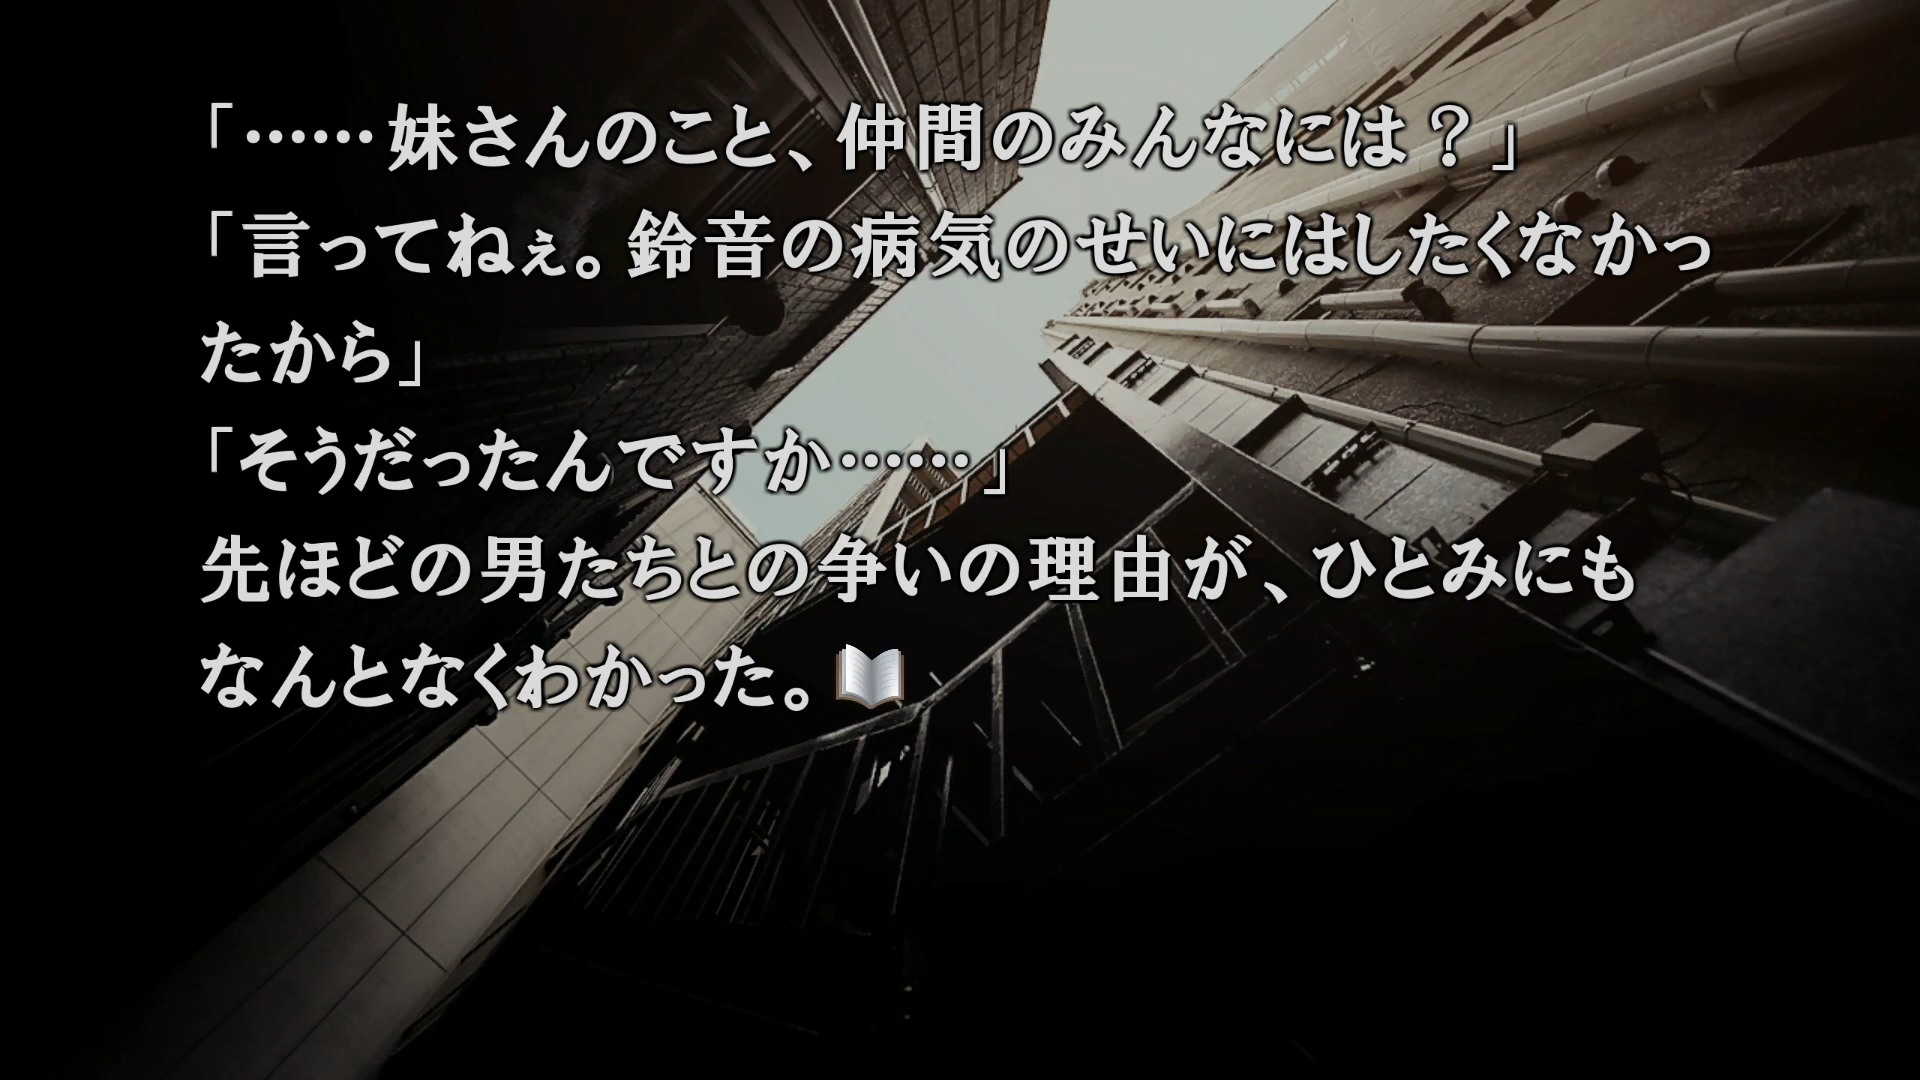 「……妹さんのこと、仲間のみんなには？」
「言ってねぇ。鈴音の病気のせいにはしたくなかっ
たから」
「そうだったんですか……」
先ほどの男たちとの争いの理由が、ひとみにも
なんとなくわかった。